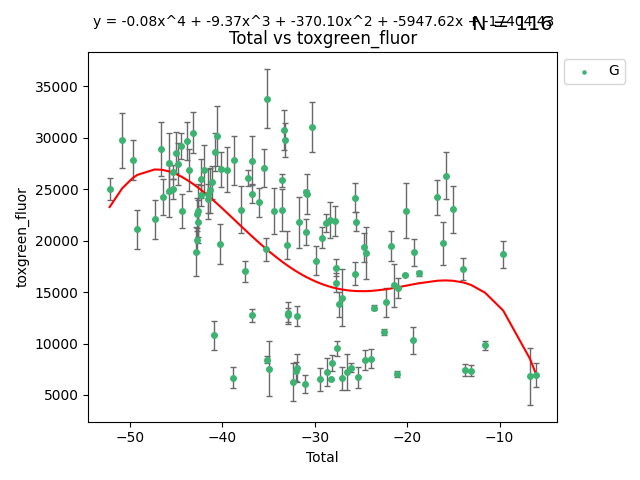 y = -0.08x^4 + -9.37x^3 + -370.10x^2 + -5947.62x + -17404.43
N = 116
Total vs toxgreen_fluor
G
35000
30000
25000
20000
15000
10000
5000
toxgreen_fluor
−50
−40
−30
−20
−10
Total